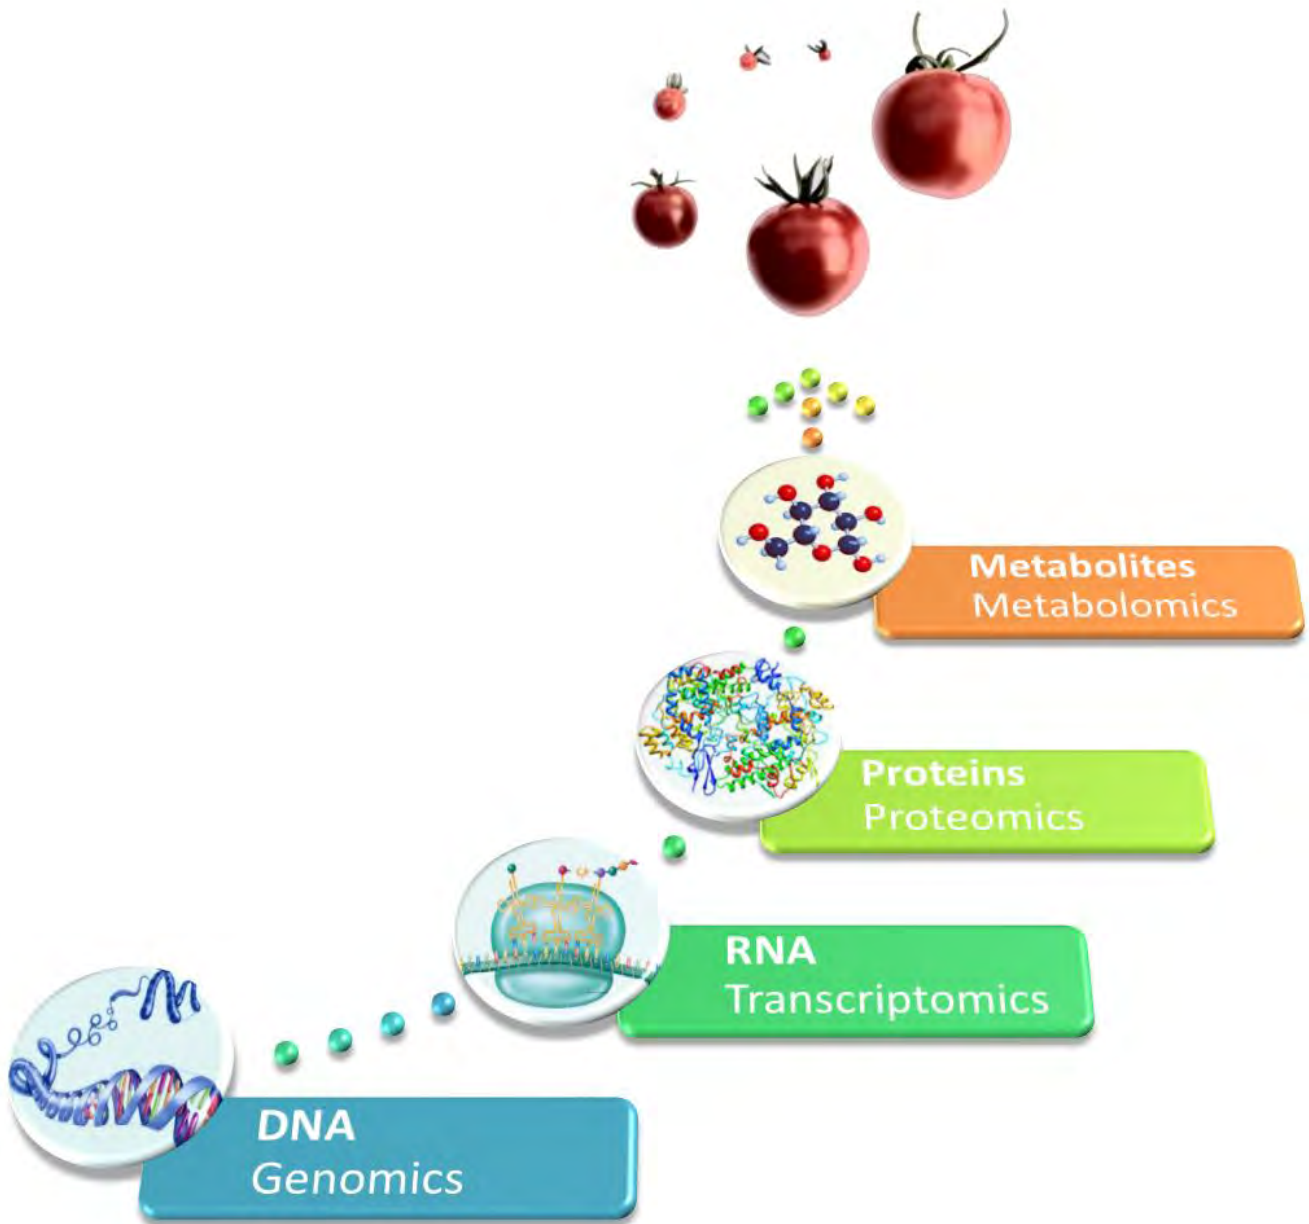 Metabolites
Metabolomics
Proteins
Proteomics
RNA
Transcriptomics
DNA
Genomics